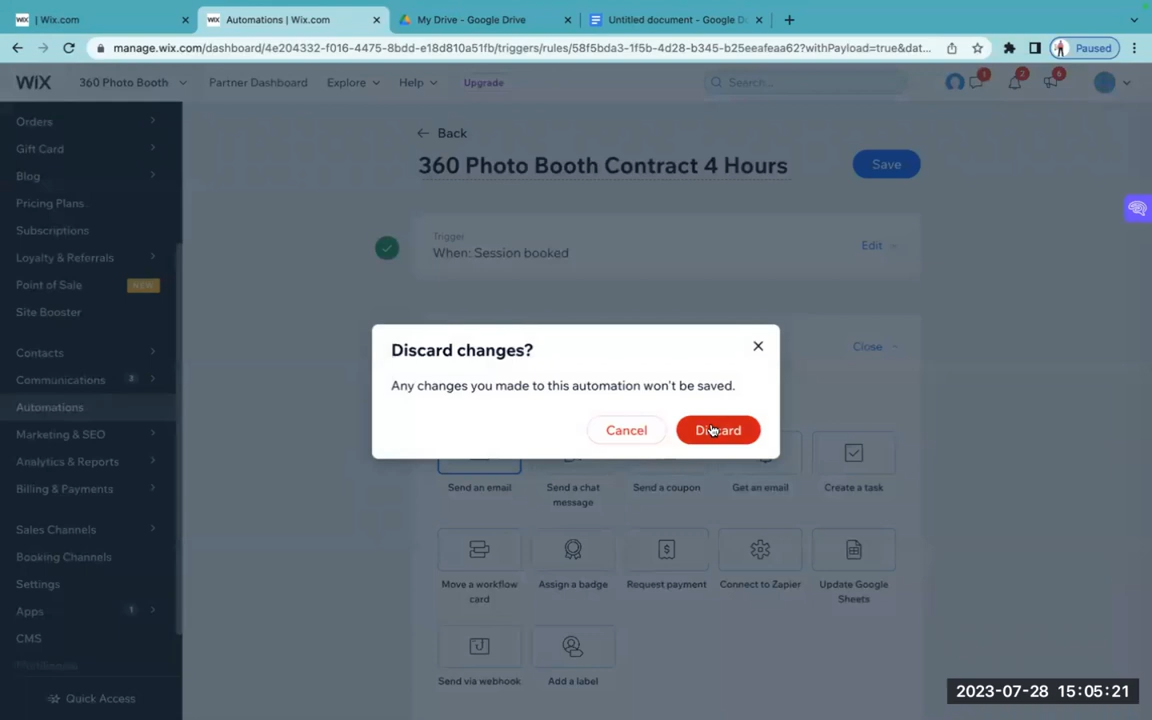 WIX | Wix.com
WIX Automations | Wix.com
My Drive - Google Drive
Untitled document - Google D
manage.wix.com/dashboard/4e204332-f016-4475-8bdd-e18d810a51fb/triggers/rules/58f5bda3-1f5b-4d28-b345-b25eeafeaa62?withPayload=true&dat...
Paused
WIX
360 Photo Booth
Partner Dashboard
Explore
Help
Upgrade
Search...
1
2
6
Orders
Gift Card
Blog
Pricing Plans
Subscriptions
Loyalty & Referrals
Point of Sale
NEW
Site Booster
Contacts
Communications
2
Automations
Marketing & SEO
Analytics & Reports
Billing & Payments
Sales Channels
Booking Channels
Settings
Apps
1
CMS
Quick Access
Back
360 Photo Booth Contract 4 Hours
Save
Trigger
When: Session booked
Edit
Close
Discard changes?
Any changes you made to this automation won't be saved.
Cancel
Discard
Send an email
Send a chat
message
Send a coupon
Get an email
Create a task
Move a workflow
card
Assign a badge
Request payment
Connect to Zapier
Update Google
Sheets
Send via webhook
Add a label
2023-07-28 15:05:21